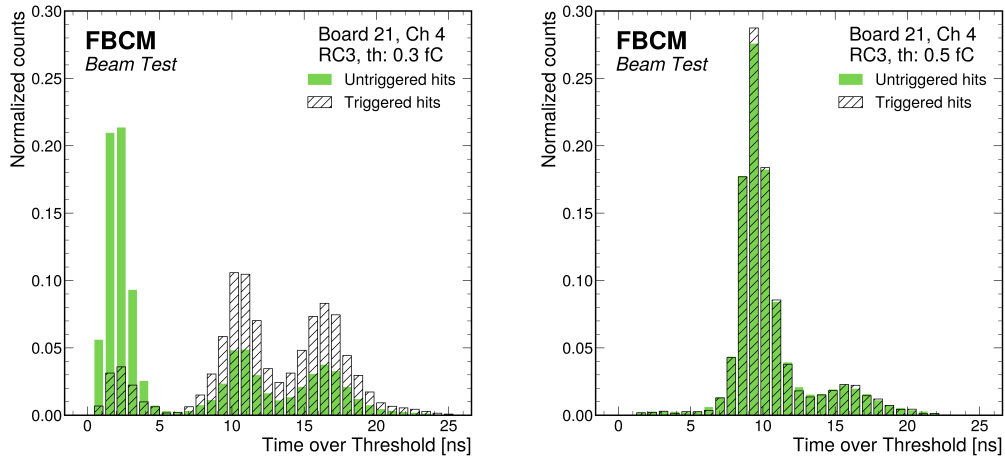 FBCM
Beam Test
Board 21, Ch 4
RC3, th: 0.3 fC
Untriggered hits
Triggered hits
Normalized counts
0.30
0.25
0.20
0.15
0.10
0.05
0.00
0 5 10 15 20 25
Time over Threshold [ns]
FBCM
Beam Test
Board 21, Ch 4
RC3, th: 0.5 fC
Untriggered hits
Triggered hits
Normalized counts
0.30
0.25
0.20
0.15
0.10
0.05
0.00
0 5 10 15 20 25
Time over Threshold [ns]